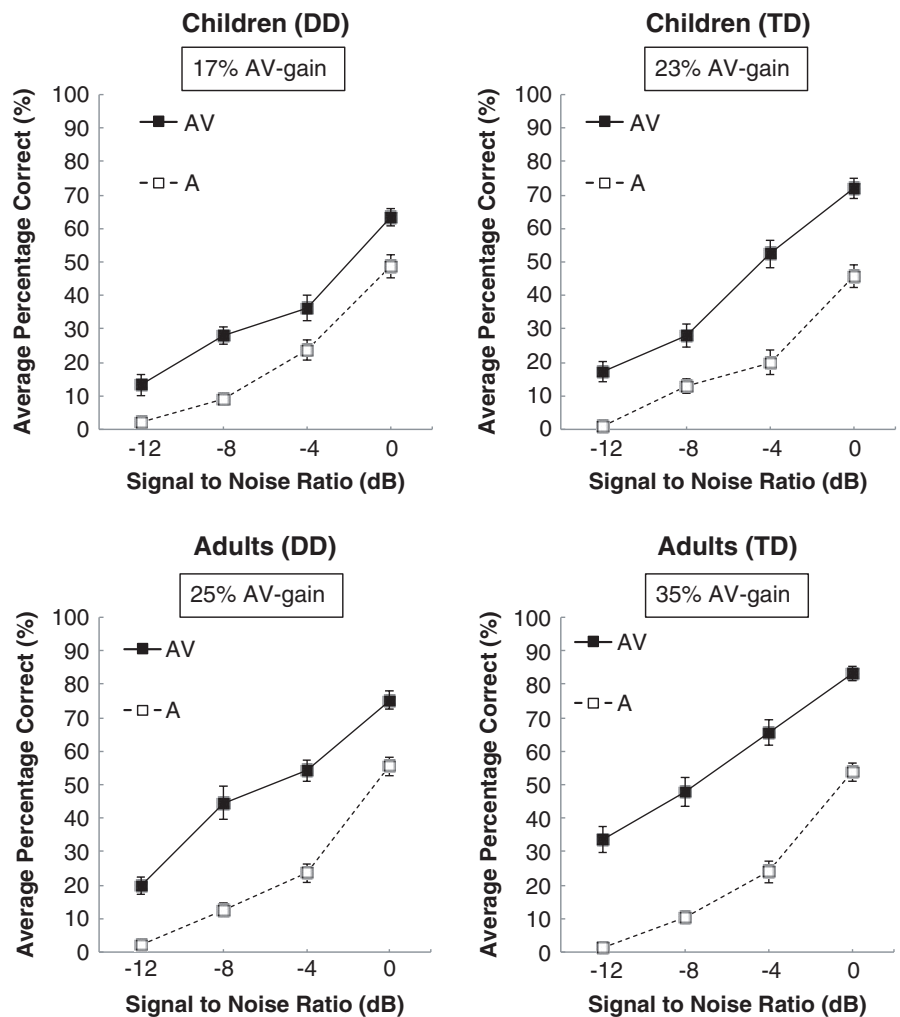 Children (DD)
17% AV-gain
Average Percentage Correct (%)
100
90
80
70
60
50
40
30
20
10
0
AV
A
-12 -8 -4 0
Signal to Noise Ratio (dB)
Children (TD)
23% AV-gain
Average Percentage Correct (%)
100
90
80
70
60
50
40
30
20
10
0
AV
A
-12 -8 -4 0
Signal to Noise Ratio (dB)
Adults (DD)
25% AV-gain
Average Percentage Correct (%)
100
90
80
70
60
50
40
30
20
10
0
AV
A
-12 -8 -4 0
Signal to Noise Ratio (dB)
Adults (TD)
35% AV-gain
Average Percentage Correct (%)
100
90
80
70
60
50
40
30
20
10
0
AV
A
-12 -8 -4 0
Signal to Noise Ratio (dB)